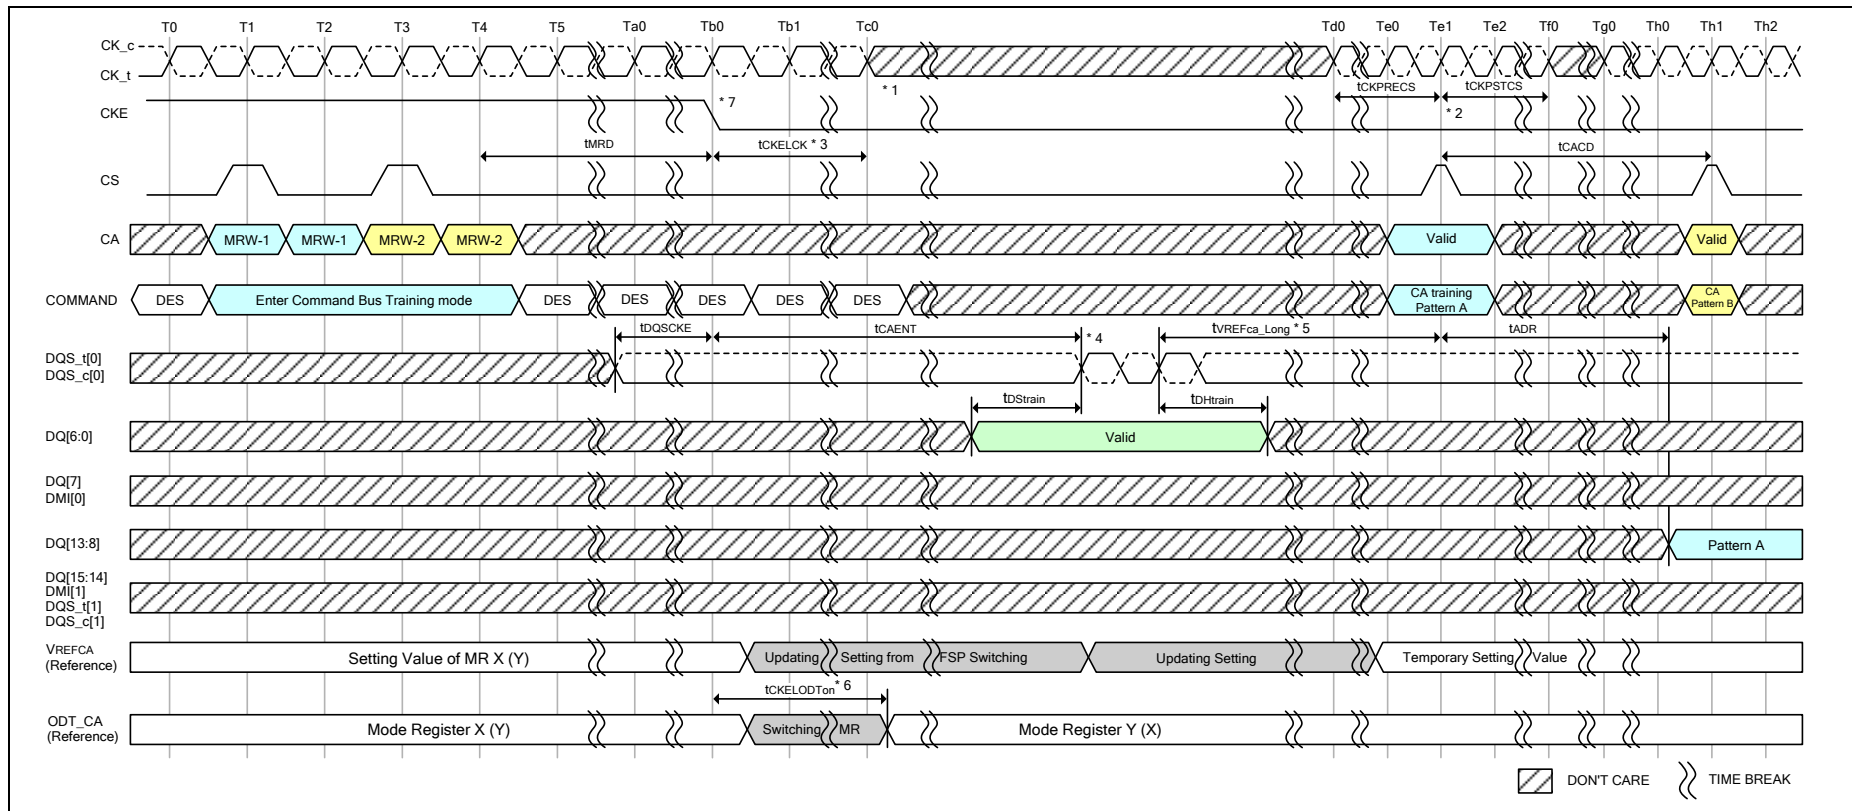 T0 T1 T2 T3 T4 T5 Ta0 Tb0 Tb1 Tc0 Td0 Te0 Te1 Te2 Tf0 Tg0 Th0 Th1 Th2
CK_c
CK_t
* 1
tCKPRECS tCKPSTCS
CKE
* 7
* 2
tMRD tCKELCK * 3 tCACD
CS
CA MRW-1 MRW-1 MRW-2 MRW-2 Valid Valid
COMMAND DES Enter Command Bus Training mode DES DES DES DES DES
CA training
Pattern A
CA
Pattern B
tDQSCKE tCAENT * 4 tVREFca_Long * 5 tADR
DQS_t[0]
DQS_c[0]
tDStrain tDHtrain
DQ[6:0] Valid
DQ[7]
DMI[0]
DQ[13:8] Pattern A
DQ[15:14]
DMI[1]
DQS_t[1]
DQS_c[1]
VREFCA
(Reference)
Setting Value of MR X (Y) Updating Setting from FSP Switching Updating Setting Temporary Setting Value
tCKELODTon * 6
ODT_CA
(Reference)
Mode Register X (Y) Switching MR Mode Register Y (X)
DON'T CARE TIME BREAK